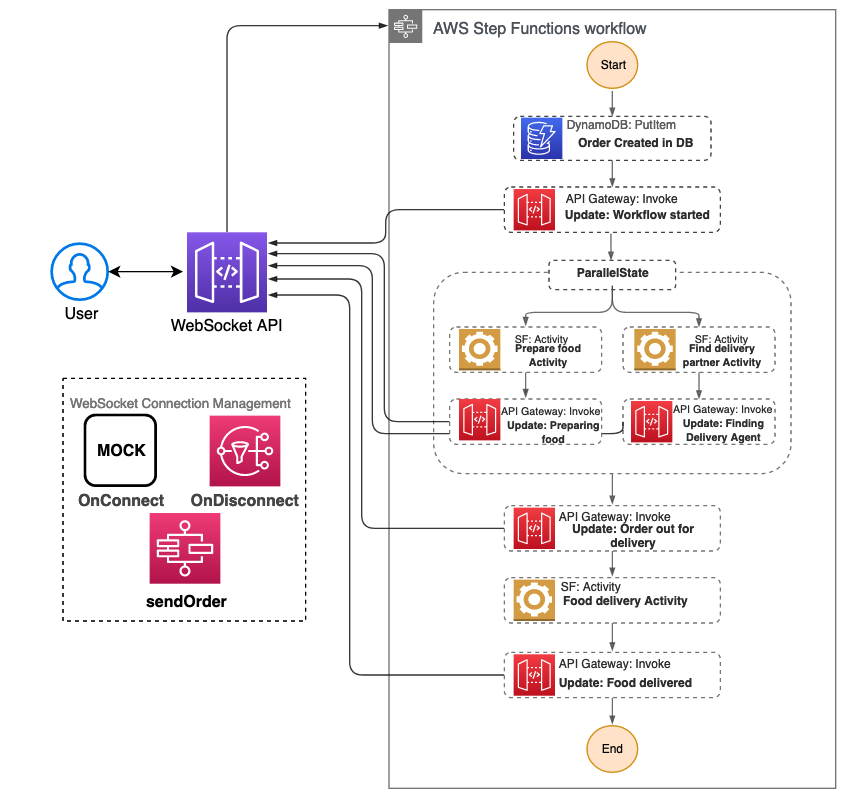 AWS Step Functions workflow
Start
DynamoDB: PutItem
Order Created in DB
API Gateway: Invoke
Update: Workflow started
ParallelState
SF: Activity
Prepare food
Activity
SF: Activity
Find delivery
partner Activity
API Gateway: Invoke
Update: Preparing
food
API Gateway: Invoke
Update: Finding
Delivery Agent
API Gateway: Invoke
Update: Order out for
delivery
SF: Activity
Food delivery Activity
API Gateway: Invoke
Update: Food delivered
End
User
WebSocket API
WebSocket Connection Management
MOCK
OnConnect
OnDisconnect
sendOrder